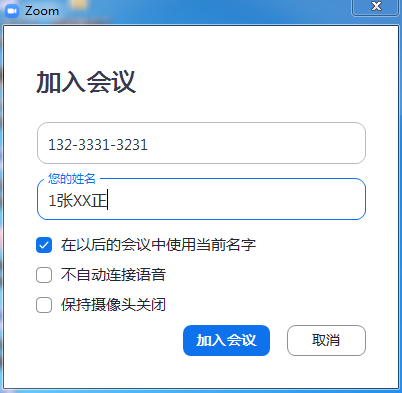 Zoom
加入会议
132-3331-3231
您的姓名
1张XX正
在以后的会议中使用当前名字
不自动连接语音
保持摄像头关闭
加入会议 取消